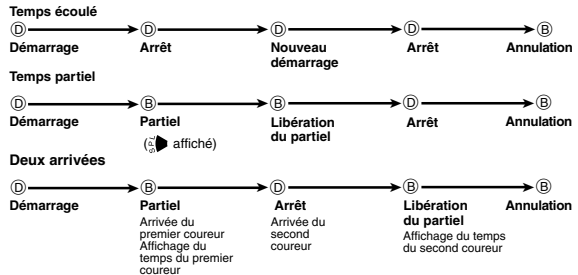 Temps écoulé
Ⓓ Ⓓ Ⓓ Ⓓ Ⓑ
Démarrage Arrêt Nouveau démarrage Arrêt Annulation
Temps partiel
Ⓓ Ⓑ Ⓑ Ⓓ Ⓑ
Démarrage Partiel Libération du partiel Arrêt Annulation
(SPL affiché)
Deux arrivées
Ⓓ Ⓑ Ⓓ Ⓑ Ⓑ
Démarrage Partiel Arrêt Libération du partiel Annulation
Arrivée du premier coureur
Affichage du temps du premier coureur
Arrivée du second coureur
Affichage du temps du second coureur